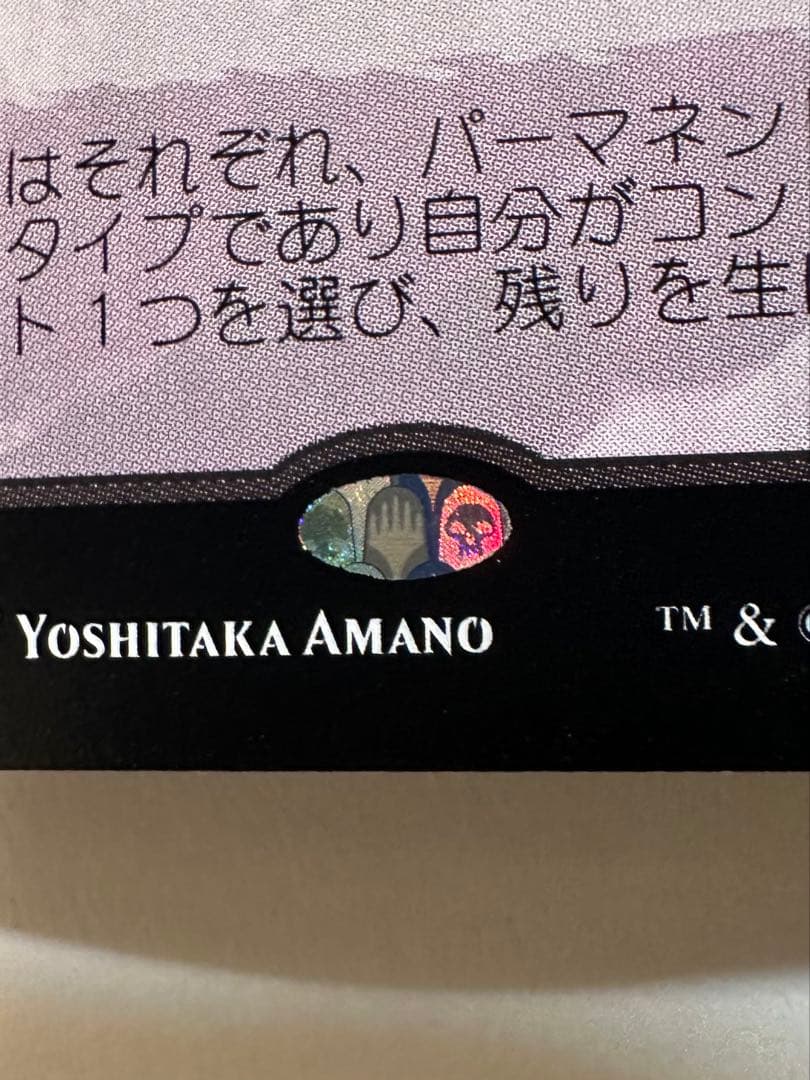 はそれぞれ、パーマネン
タイプであり自分がコン
ト1つを選び、残りを生
YOSHITAKA AMANO
™ &